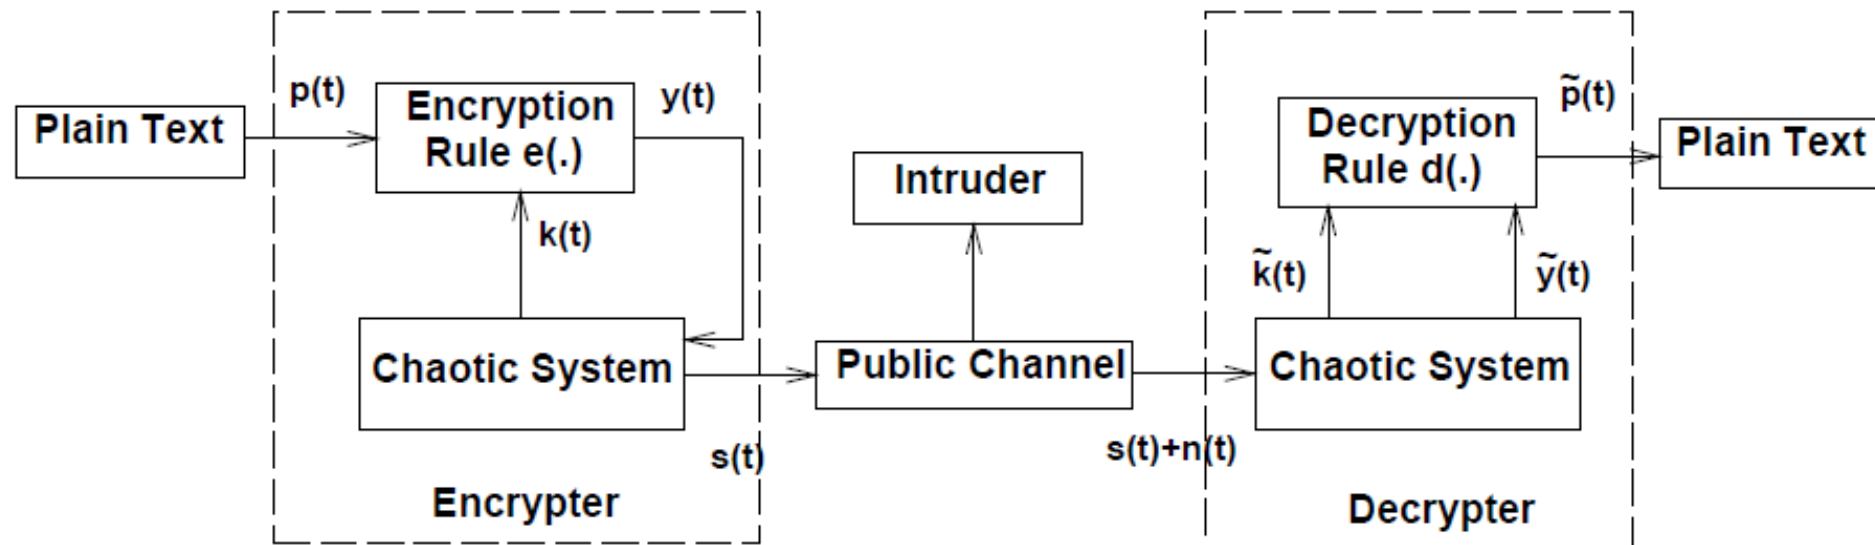 Plain Text
p(t)
Encryption
Rule e(.)
y(t)
k(t)
Chaotic System
s(t)
Encrypter
Intruder
Public Channel
s(t)+n(t)
Decryption
Rule d(.)
p̃(t)
k̃(t)
ỹ(t)
Chaotic System
Decrypter
Plain Text